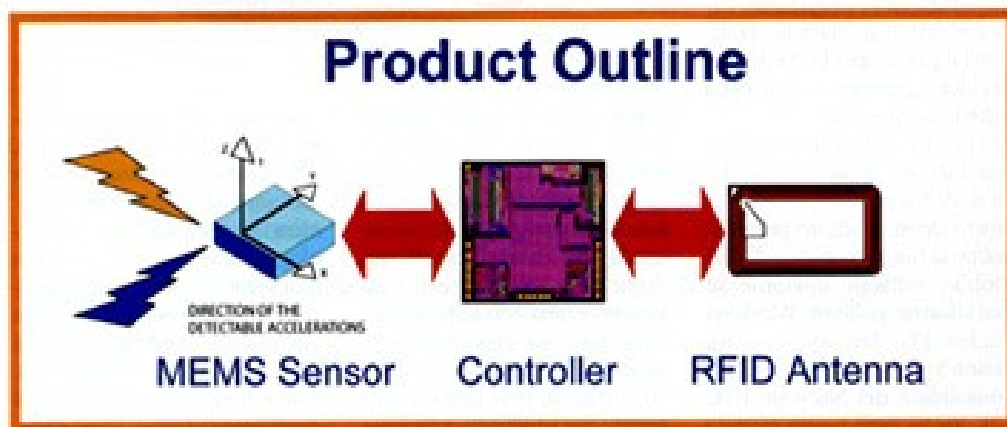 Product Outline
Z
X
DIRECTION OF THE
DETECTABLE ACCELERATIONS
MEMS Sensor
Controller
RFID Antenna